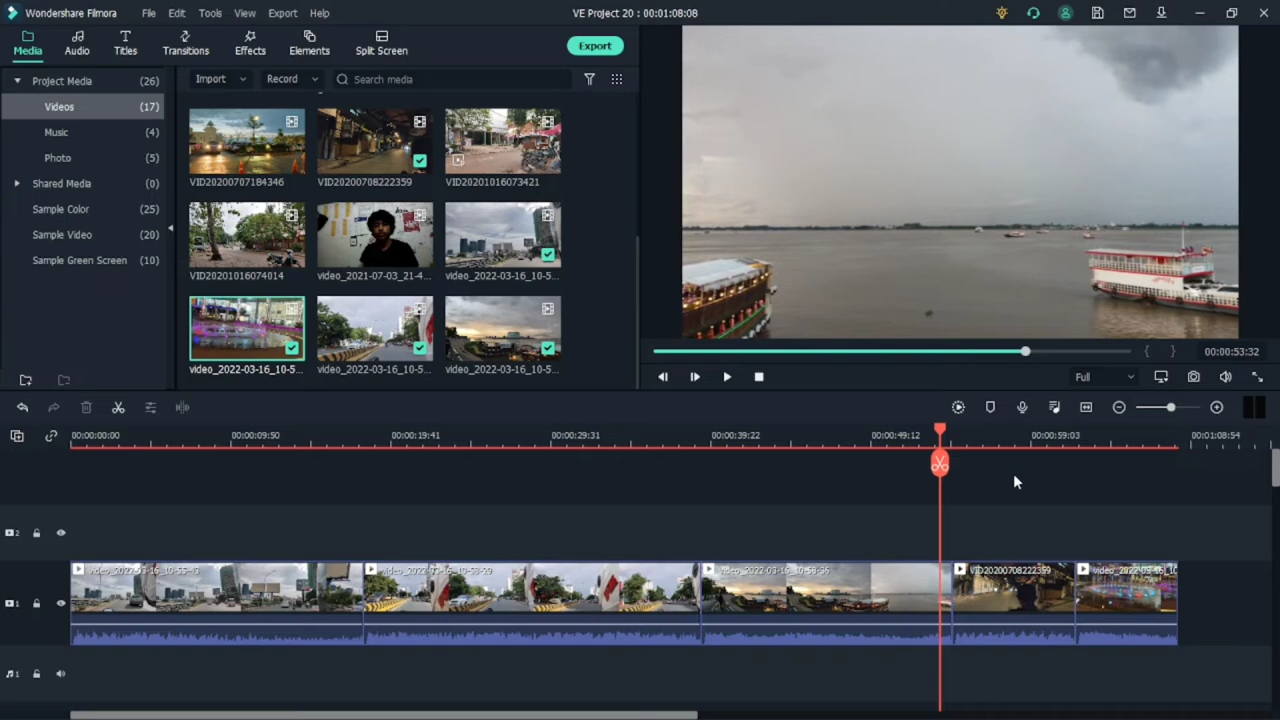 Wondershare Filmora File Edit Tools View Export Help VE Project 20 : 00:01:08:08
Media Audio Titles Transitions Effects Elements Split Screen Export
Project Media (26)
Videos (17)
Music (4)
Photo (5)
Shared Media (0)
Sample Color (25)
Sample Video (20)
Sample Green Screen (10)
Import Record Search media
VID20200707184346 VID20200708222359 VID20201016073421
VID20201016074014 video_2021-07-03_21-4... video_2022-03-16_10-5...
video_2022-03-16_10-5... video_2022-03-16_10-5... video_2022-03-16_10-5...
{ } 00:00:53:32
Full
00:00:00:00 00:00:09:50 00:00:19:41 00:00:29:31 00:00:39:22 00:00:49:12 00:00:59:03 00:01:08:54
2
1 VID20200708222359
1